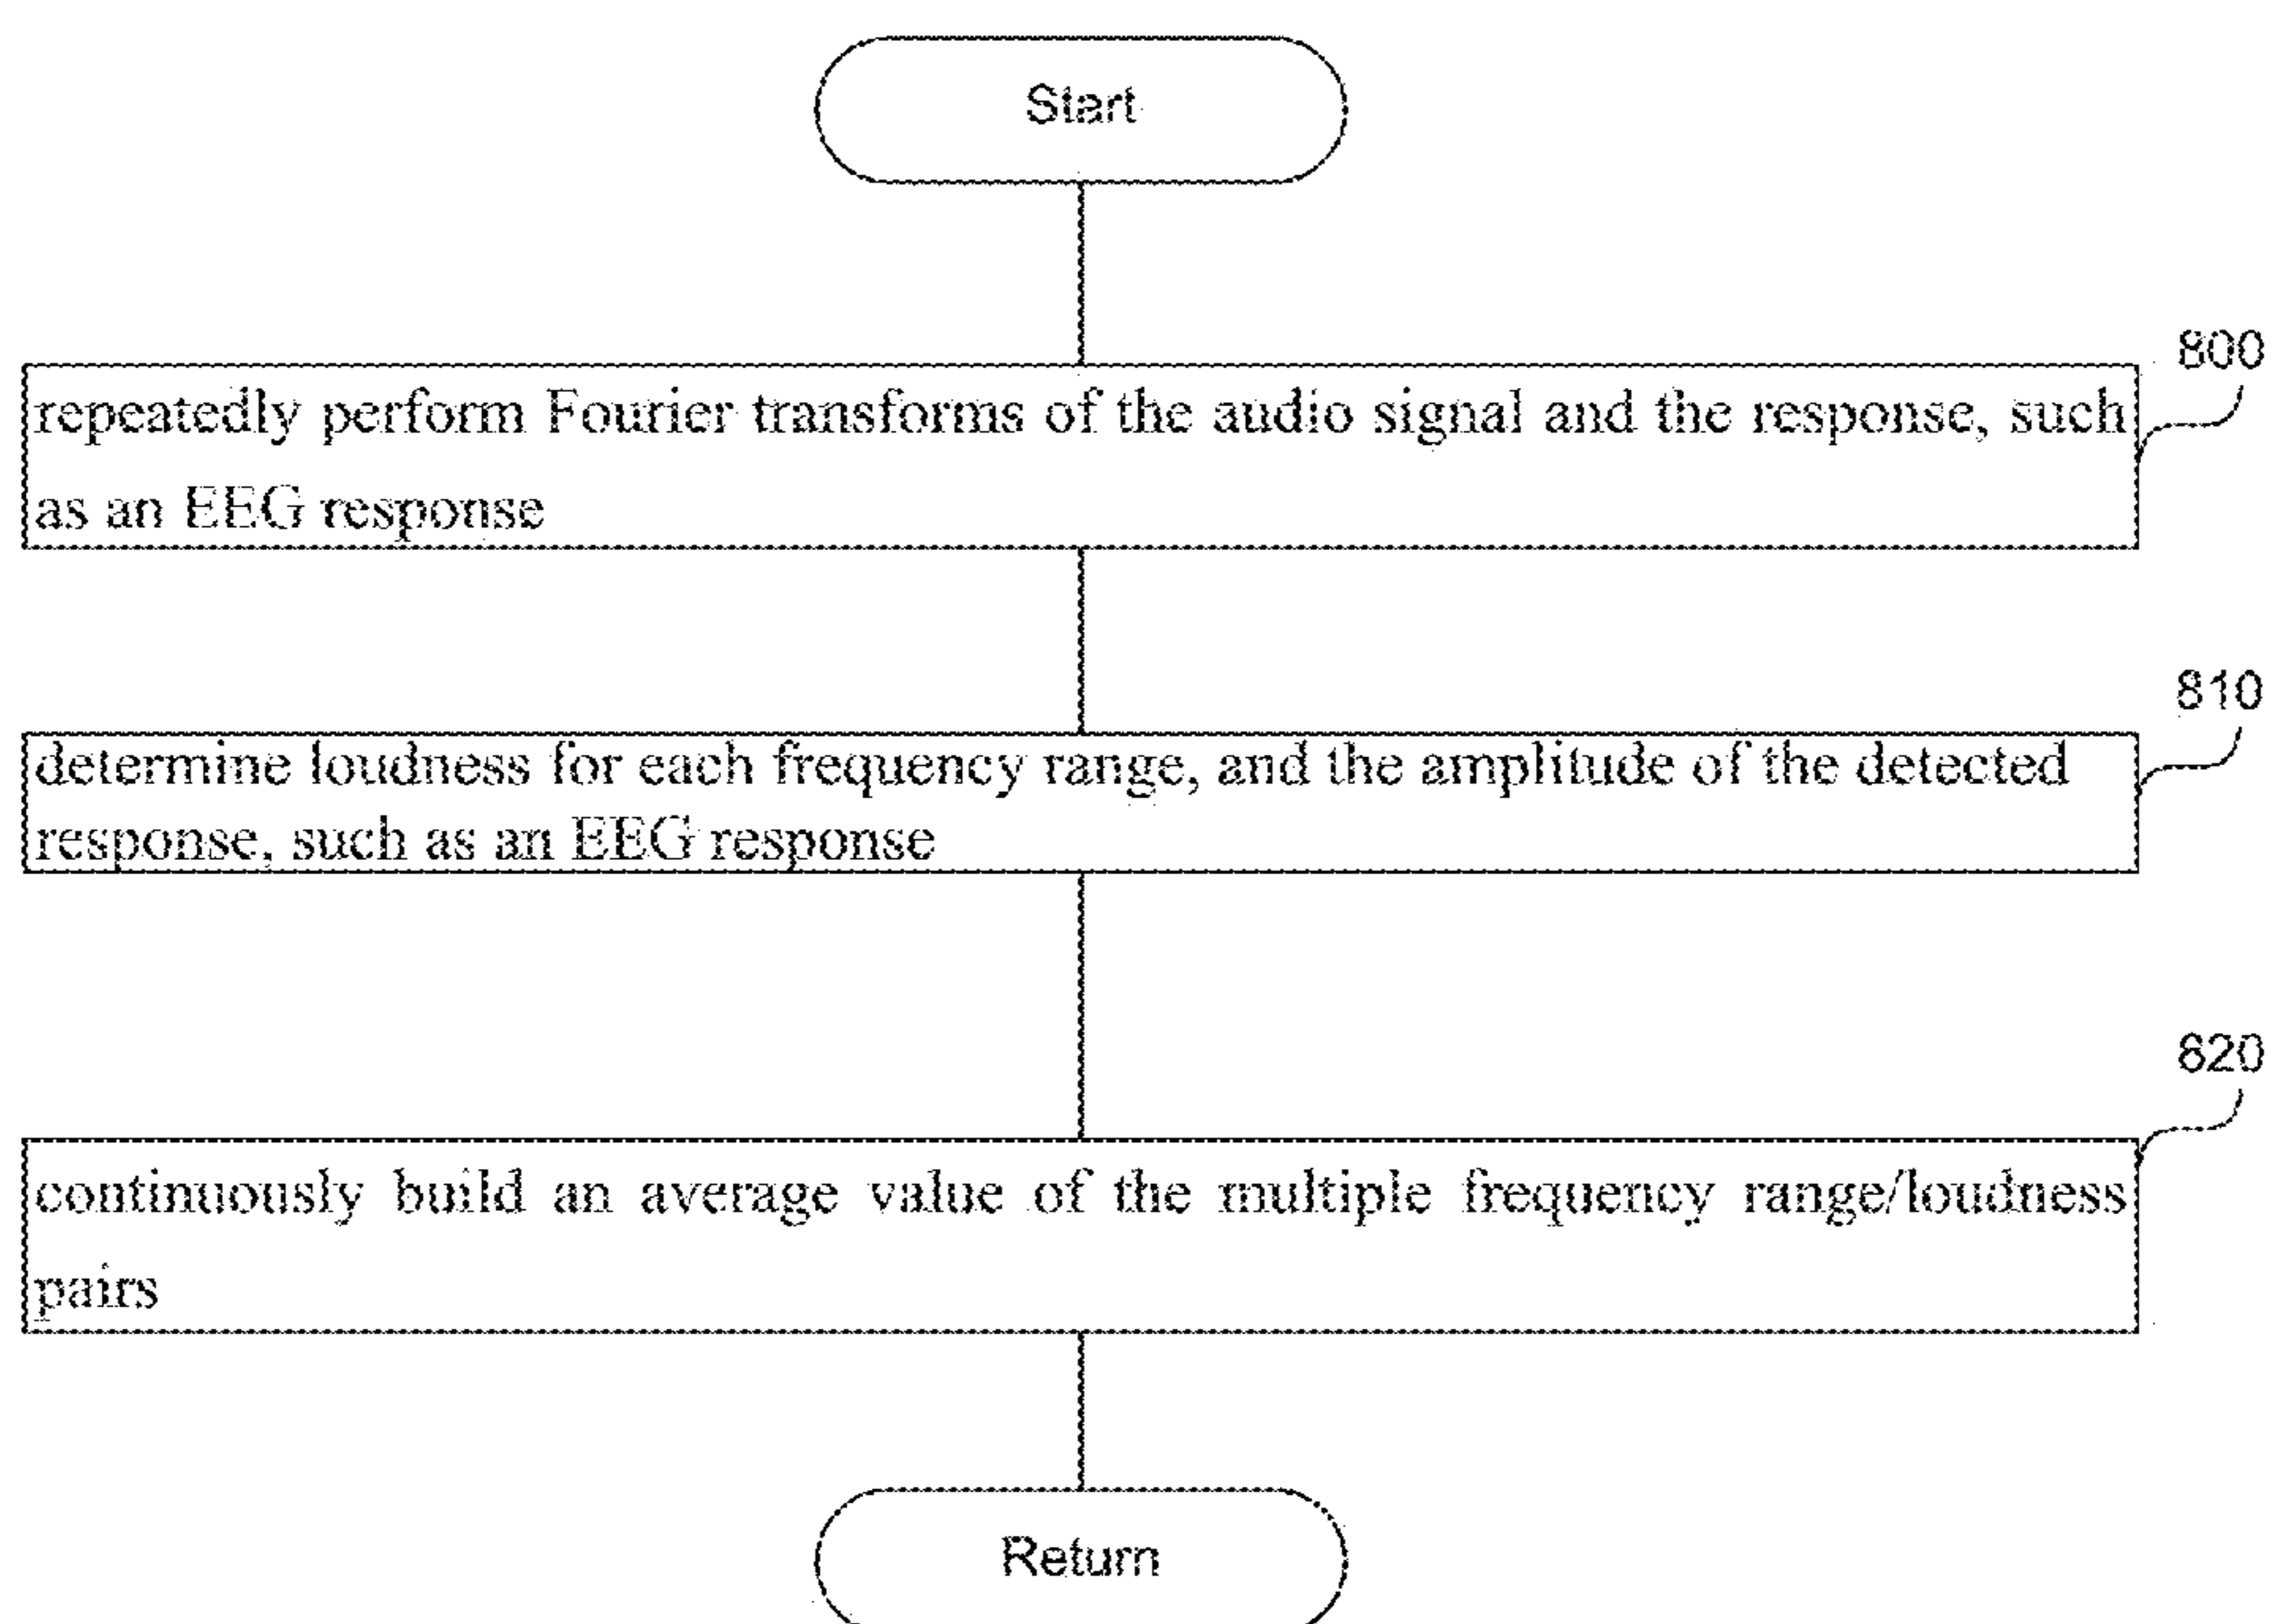 Start
800
repeatedly perform Fourier transforms of the audio signal and the response, such
as an EEG response
810
determine loudness for each frequency range, and the amplitude of the detected
response, such as an EEG response
820
continuously build an average value of the multiple frequency range/loudness
pairs
Return